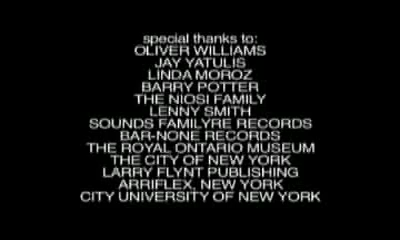 special thanks to:
OLIVER WILLIAMS
JAY YATULIS
LINDA MOROZ
BARRY POTTER
THE NIOSI FAMILY
LENNY SMITH
SOUNDS FAMILYRE RECORDS
BAR-NONE RECORDS
THE ROYAL ONTARIO MUSEUM
THE CITY OF NEW YORK
LARRY FLYNT PUBLISHING
ARRIFLEX, NEW YORK
CITY UNIVERSITY OF NEW YORK